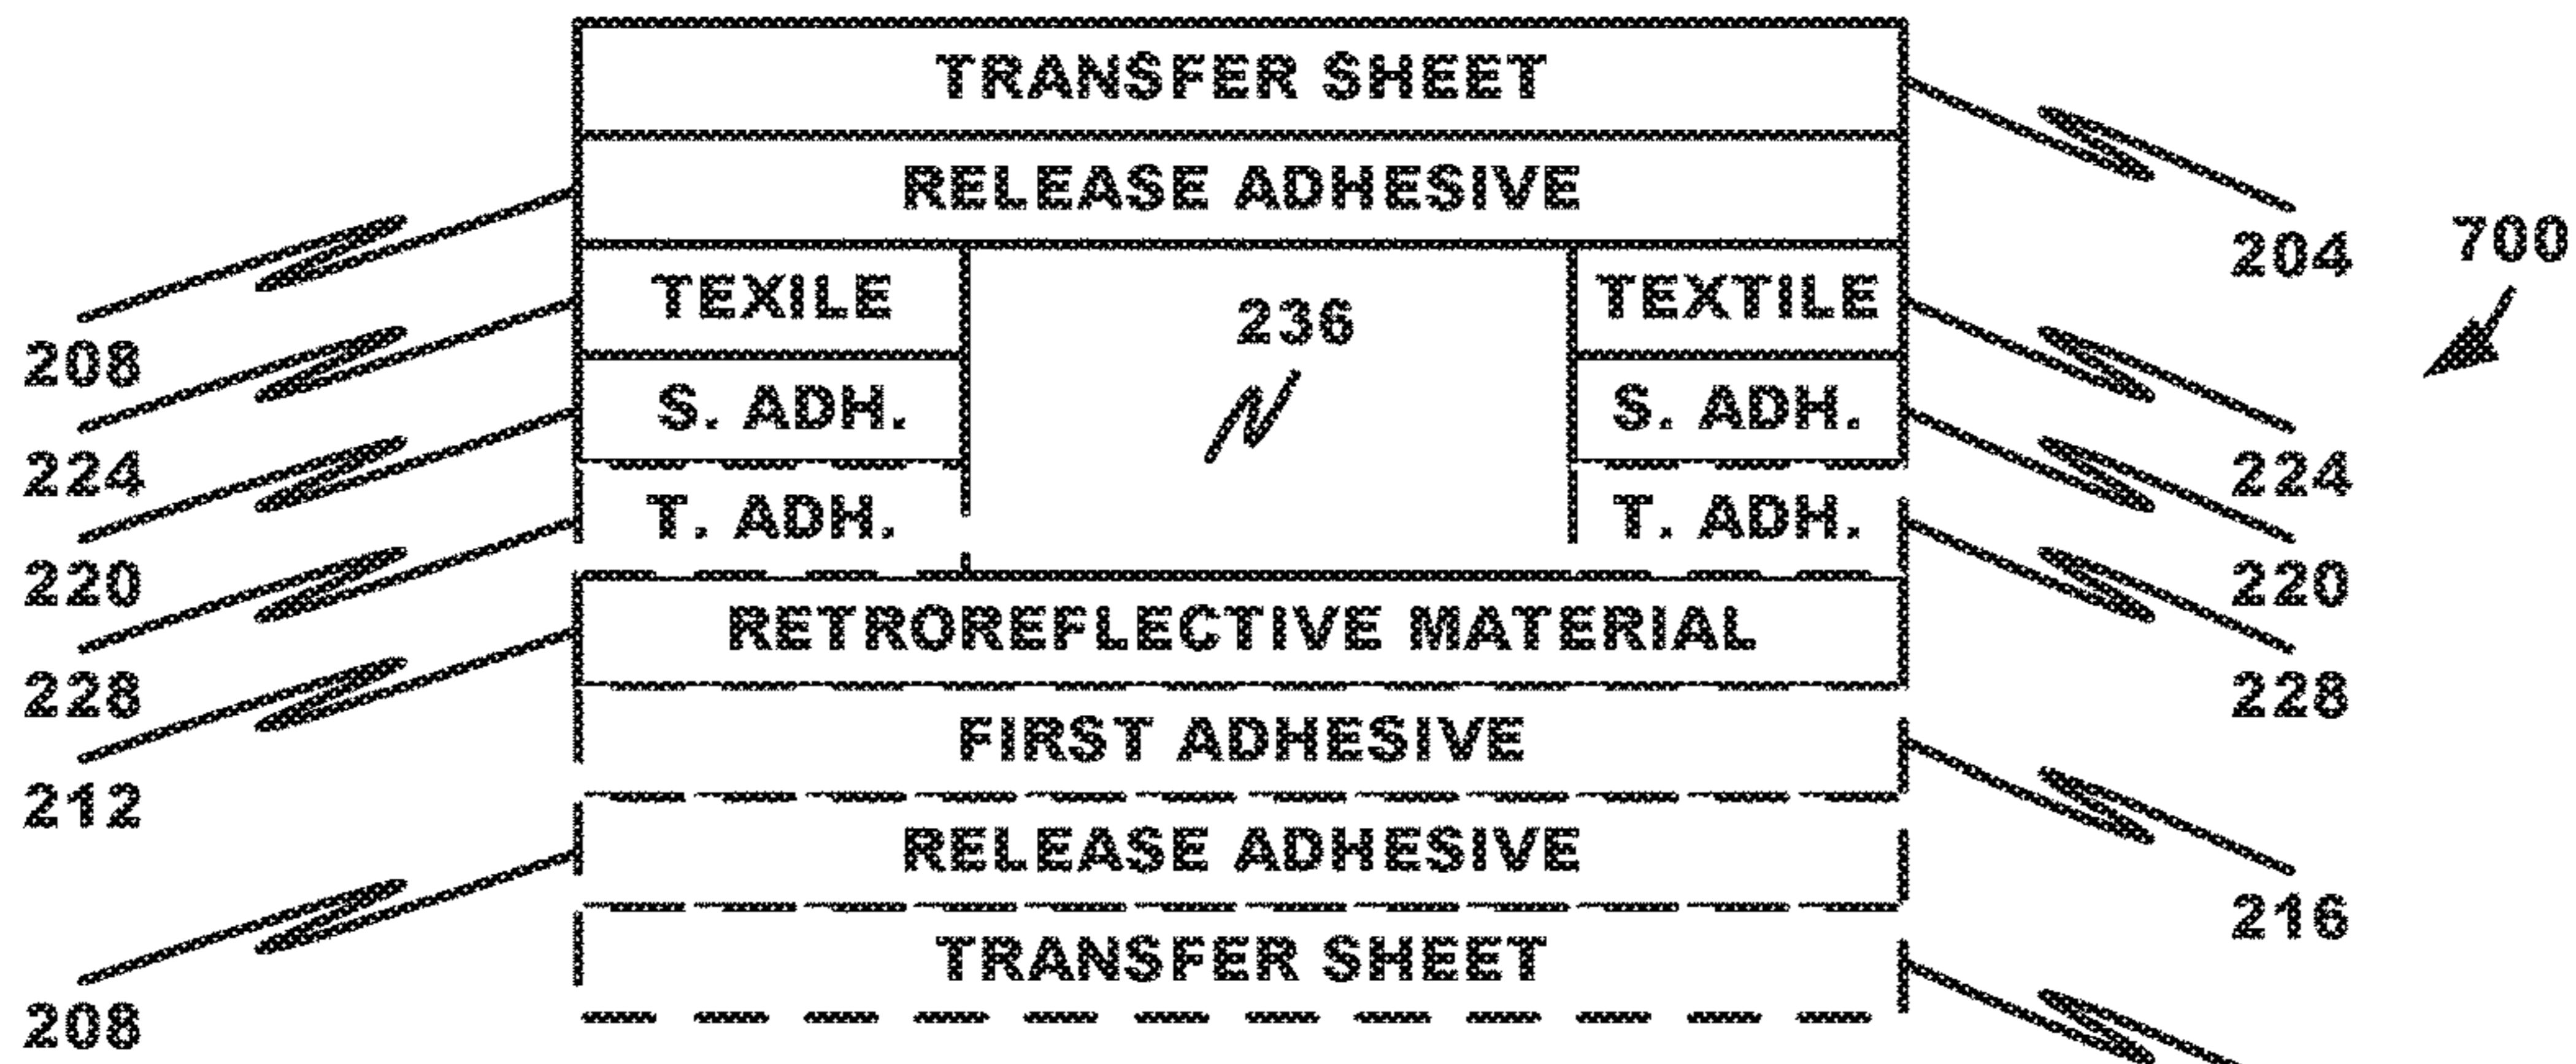 TRANSFER SHEET
RELEASE ADHESIVE
204
700
TEXILE
236
TEXTILE
208
S. ADH.
S. ADH.
224
224
T. ADH.
T. ADH.
220
220
RETROREFLECTIVE MATERIAL
228
228
FIRST ADHESIVE
212
RELEASE ADHESIVE
216
TRANSFER SHEET
208